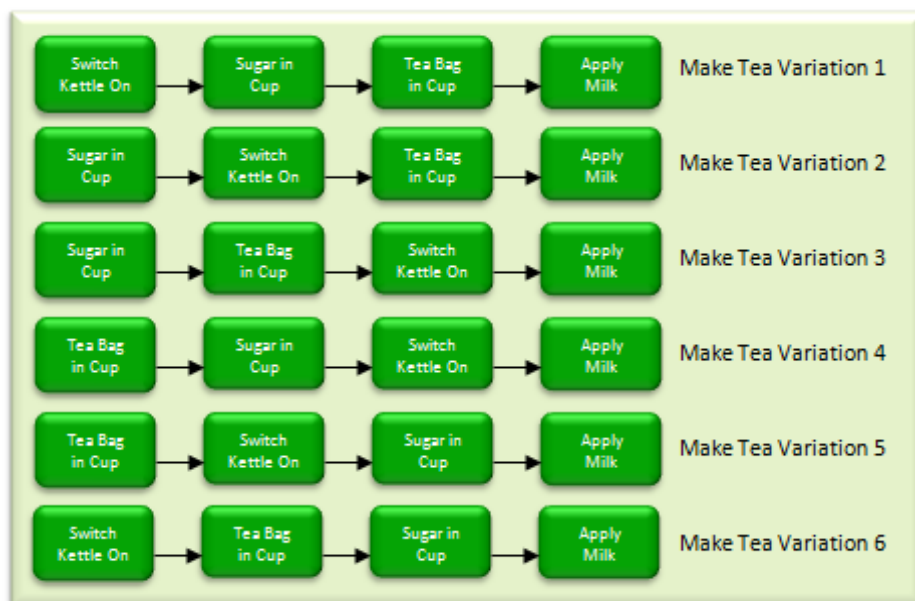 Switch
Kettle On
Sugar in
Cup
Tea Bag
in Cup
Apply
Milk
Make Tea Variation 1
Sugar in
Cup
Switch
Kettle On
Tea Bag
in Cup
Apply
Milk
Make Tea Variation 2
Sugar in
Cup
Tea Bag
in Cup
Switch
Kettle On
Apply
Milk
Make Tea Variation 3
Tea Bag
in Cup
Sugar in
Cup
Switch
Kettle On
Apply
Milk
Make Tea Variation 4
Tea Bag
in Cup
Switch
Kettle On
Sugar in
Cup
Apply
Milk
Make Tea Variation 5
Switch
Kettle On
Tea Bag
in Cup
Sugar in
Cup
Apply
Milk
Make Tea Variation 6